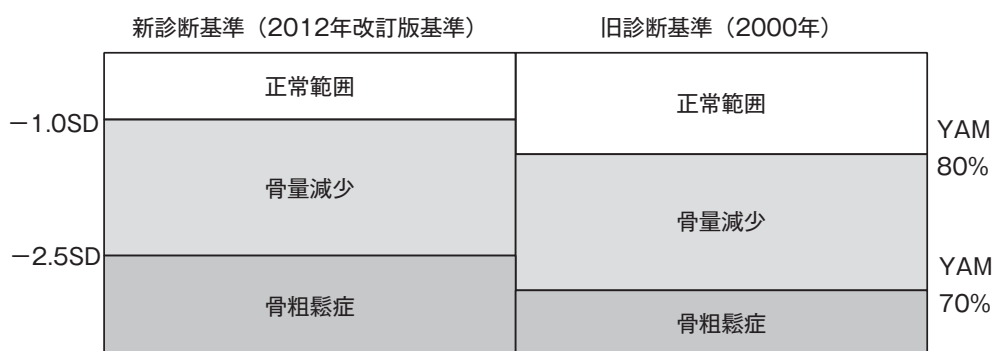 新診断基準（2012年改訂版基準）
旧診断基準（2000年）
正常範囲
正常範囲
−1.0SD
YAM
80%
骨量減少
骨量減少
−2.5SD
YAM
70%
骨粗鬆症
骨粗鬆症